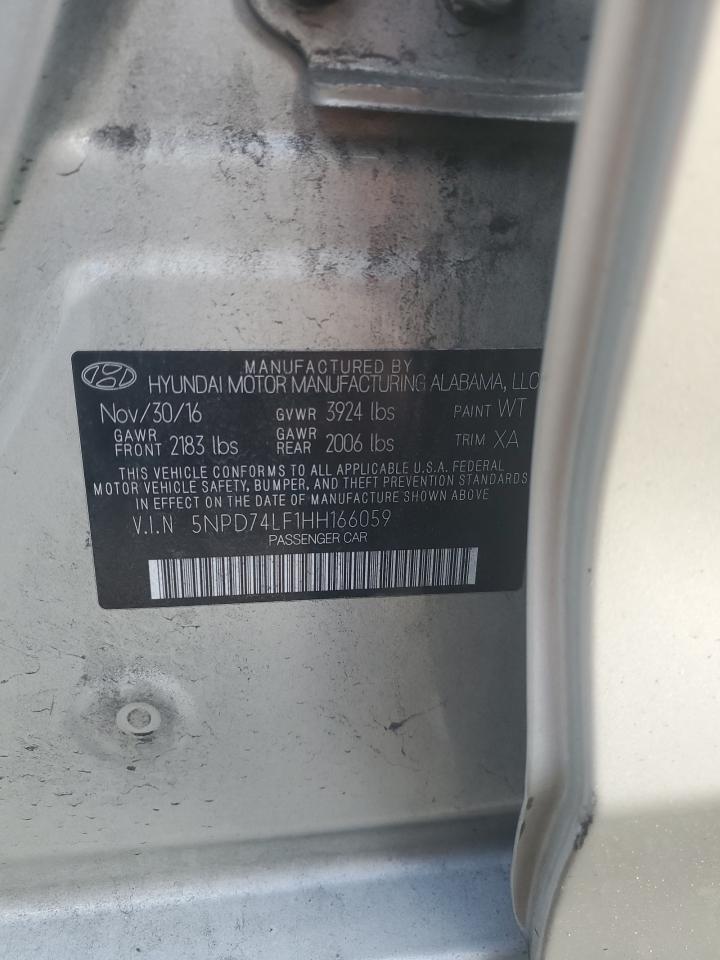 MANUFACTURED BY
HYUNDAI MOTOR MANUFACTURING ALABAMA, LLC
Nov/30/16 GVWR 3924 lbs PAINT WT
GAWR FRONT 2183 lbs GAWR REAR 2006 lbs TRIM XA
THIS VEHICLE CONFORMS TO ALL APPLICABLE U.S.A. FEDERAL
MOTOR VEHICLE SAFETY, BUMPER, AND THEFT PREVENTION STANDARDS
IN EFFECT ON THE DATE OF MANUFACTURE SHOWN ABOVE
V.I.N 5NPD74LF1HH166059
PASSENGER CAR